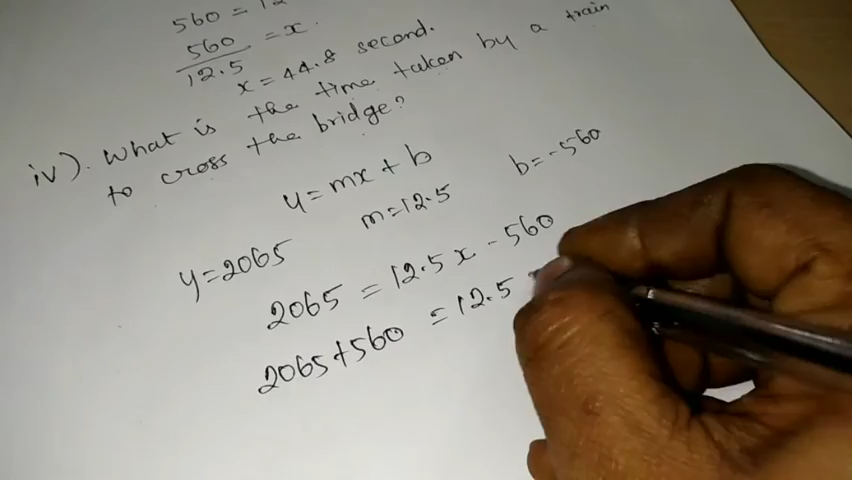 560 = 12
560 / 12.5 = x.
x = 44.8 second.
iv). What is the time taken by a train
to cross the bridge?
y = mx + b
m = 12.5 b = -560
y = 2065
2065 = 12.5 x - 560
2065 + 560 = 12.5